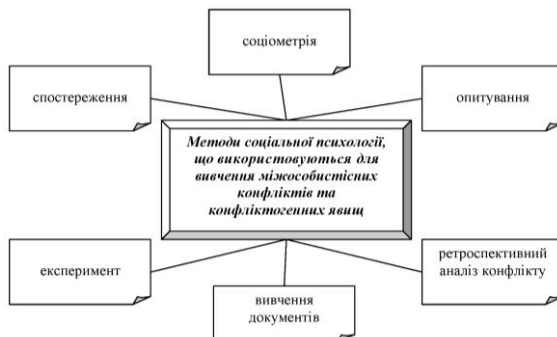 соціометрія
спостереження
опитування
Методи соціальної психології,
що використовуються для
вивчення міжособистісних
конфліктів та
конфліктогенних явищ
експеримент
вивчення
документів
ретроспективний
аналіз конфлікту